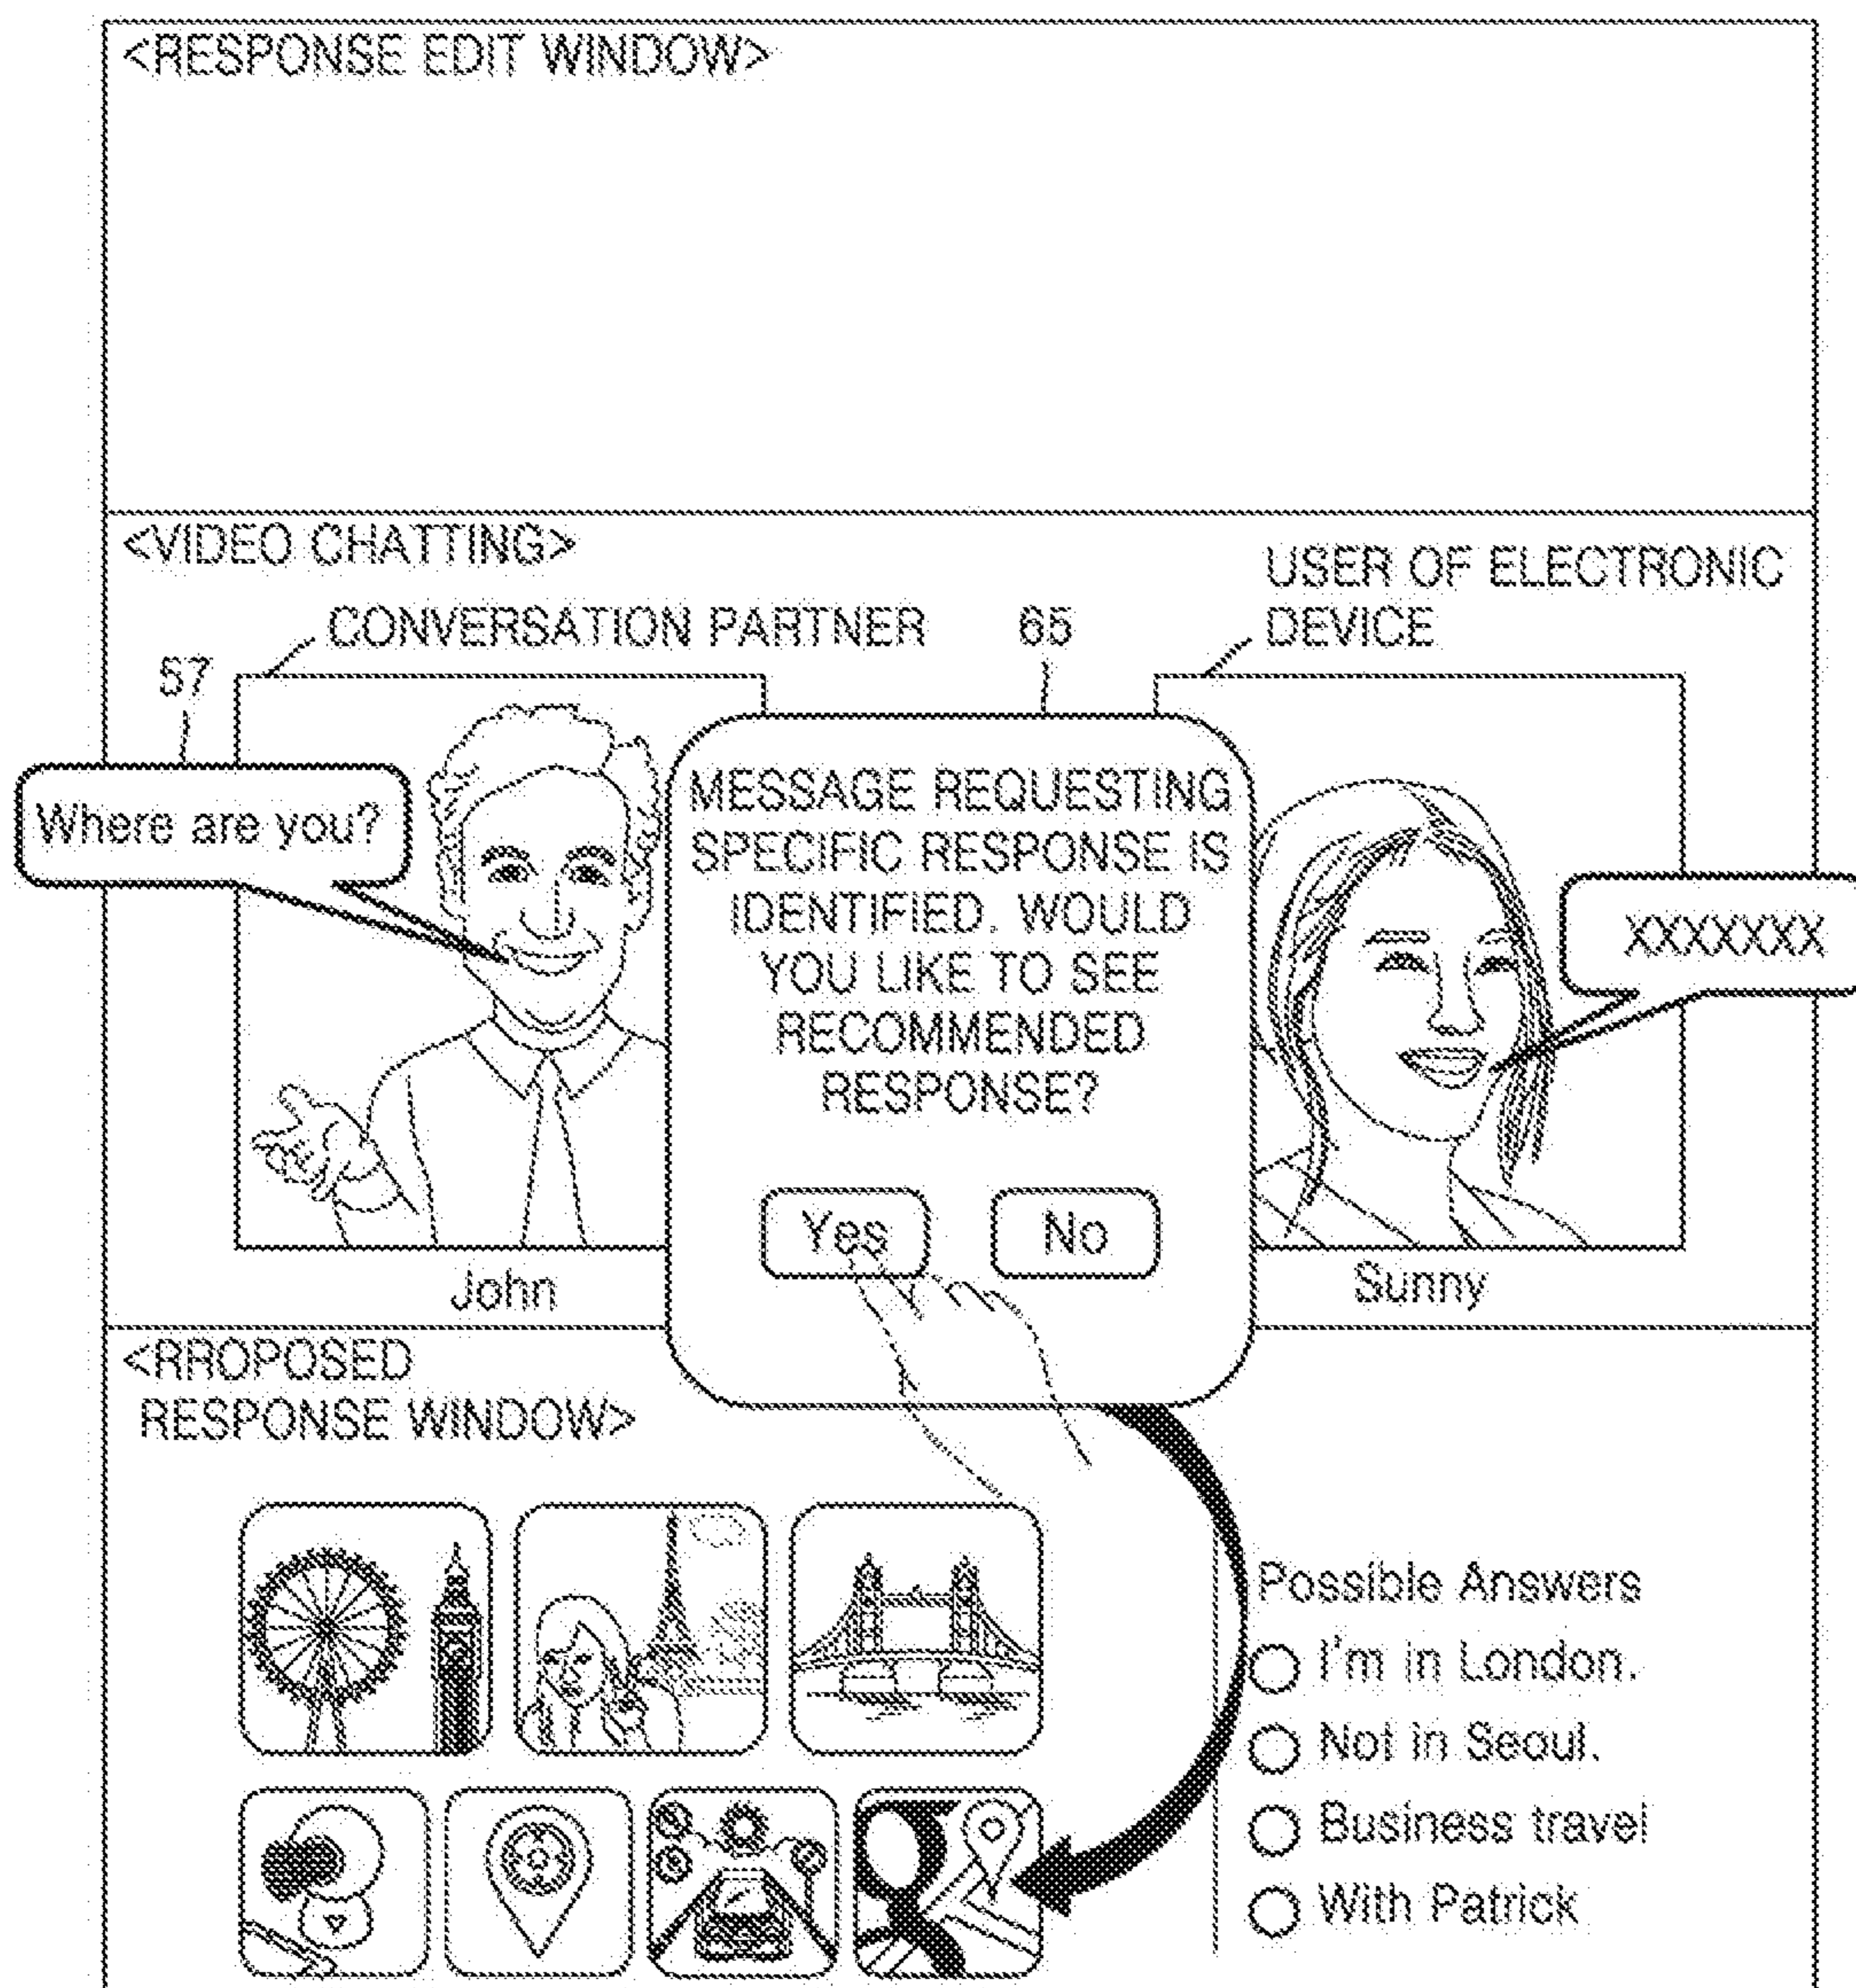 <RESPONSE EDIT WINDOW>
<VIDEO CHATTING>
USER OF ELECTRONIC
DEVICE
CONVERSATION PARTNER
65
57
Where are you?
MESSAGE REQUESTING
SPECIFIC RESPONSE IS
IDENTIFIED. WOULD
YOU LIKE TO SEE
RECOMMENDED
RESPONSE?
XXXXXXX
Yes
No
John
Sunny
<RROPOSED
RESPONSE WINDOW>
Possible Answers
I'm in London.
Not in Seoul.
Business travel
With Patrick